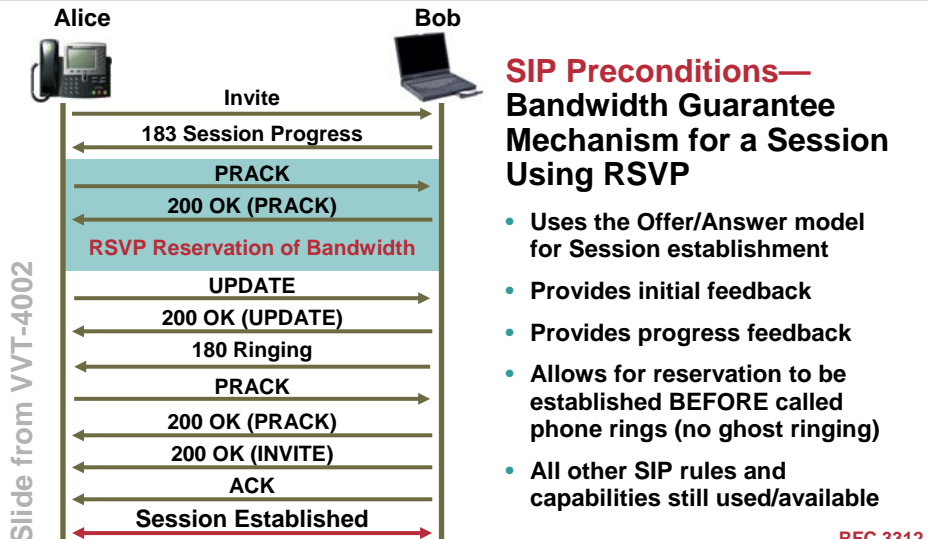 Alice
Bob
Invite
183 Session Progress
PRACK
200 OK (PRACK)
RSVP Reservation of Bandwidth
UPDATE
200 OK (UPDATE)
180 Ringing
PRACK
200 OK (PRACK)
200 OK (INVITE)
ACK
Session Established
Slide from VVT-4002
SIP Preconditions—
Bandwidth Guarantee
Mechanism for a Session
Using RSVP
• Uses the Offer/Answer model
for Session establishment
• Provides initial feedback
• Provides progress feedback
• Allows for reservation to be
established BEFORE called
phone rings (no ghost ringing)
• All other SIP rules and
capabilities still used/available
RFC 3312